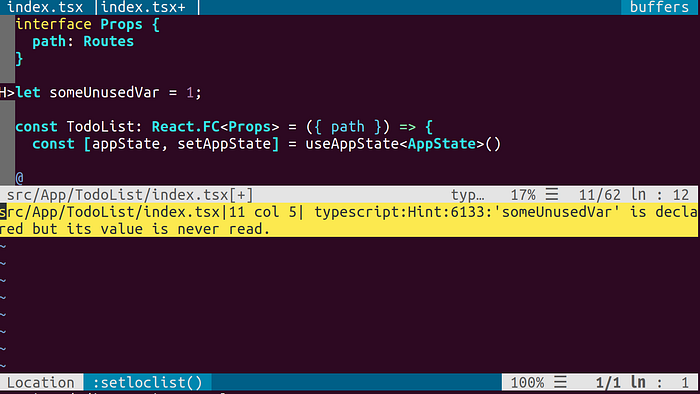 index.tsx |index.tsx+ | buffers
interface Props {
  path: Routes
}
H>let someUnusedVar = 1;
const TodoList: React.FC<Props> = ({ path }) => {
  const [appState, setAppState] = useAppState<AppState>()
@
src/App/TodoList/index.tsx[+] typ… 17% ☰ 11/62 ln : 12
src/App/TodoList/index.tsx|11 col 5| typescript:Hint:6133:'someUnusedVar' is decla
red but its value is never read.
~
~
~
~
~
~
~
~
Location :setloclist() 100% ☰ 1/1 ln : 1